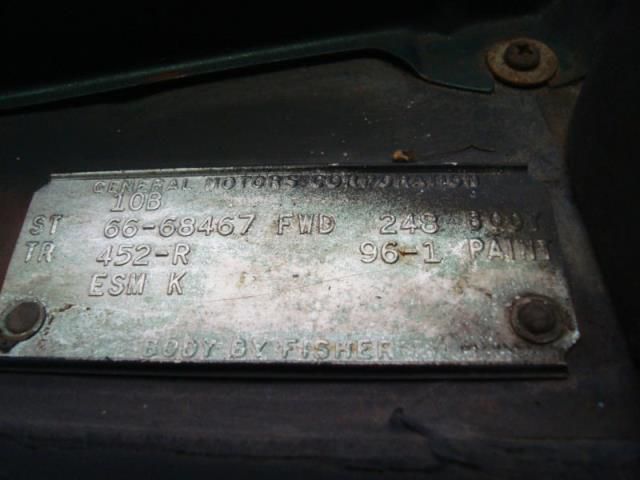 GENERAL MOTORS CORPORATION
10B
ST 66-68467 FWD 248 BODY
TR 452-R 96-1 PAINT
ESM K
BODY BY FISHER